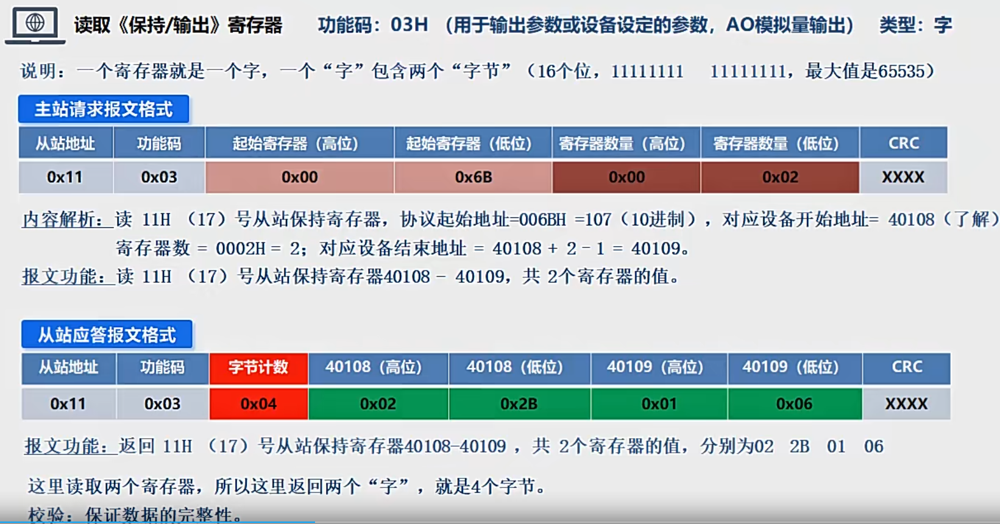 读取《保持/输出》寄存器 功能码：03H （用于输出参数或设备设定的参数，AO模拟量输出） 类型：字
说明：一个寄存器就是一个字，一个“字”包含两个“字节”（16个位，11111111 11111111，最大值是65535）
主站请求报文格式
从站地址 功能码 起始寄存器（高位） 起始寄存器（低位） 寄存器数量（高位） 寄存器数量（低位） CRC
0x11 0x03 0x00 0x6B 0x00 0x02 XXXX
内容解析：读 11H （17）号从站保持寄存器，协议起始地址=006BH =107（10进制），对应设备开始地址= 40108（了解）
寄存器数 = 0002H = 2；对应设备结束地址 = 40108 + 2 - 1 = 40109。
报文功能：读 11H （17）号从站保持寄存器40108 - 40109，共 2个寄存器的值。
从站应答报文格式
从站地址 功能码 字节计数 40108（高位） 40108（低位） 40109（高位） 40109（低位） CRC
0x11 0x03 0x04 0x02 0x2B 0x01 0x06 XXXX
报文功能：返回 11H （17）号从站保持寄存器40108-40109 ，共 2个寄存器的值，分别为02 2B 01 06
这里读取两个寄存器，所以这里返回两个“字”，就是4个字节。
校验：保证数据的完整性。